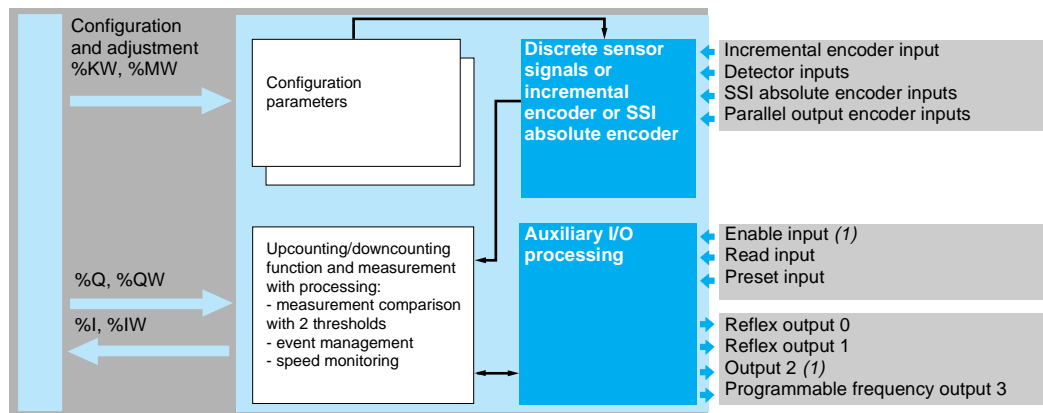 Configuration
and adjustment
%KW, %MW
Configuration
parameters
Discrete sensor
signals or
incremental
encoder or SSI
absolute encoder
Incremental encoder input
Detector inputs
SSI absolute encoder inputs
Parallel output encoder inputs
%Q, %QW
%I, %IW
Upcounting/downcounting
function and measurement
with processing:
- measurement comparison
with 2 thresholds
- event management
- speed monitoring
Auxiliary I/O
processing
Enable input (1)
Read input
Preset input
Reflex output 0
Reflex output 1
Output 2 (1)
Programmable frequency output 3